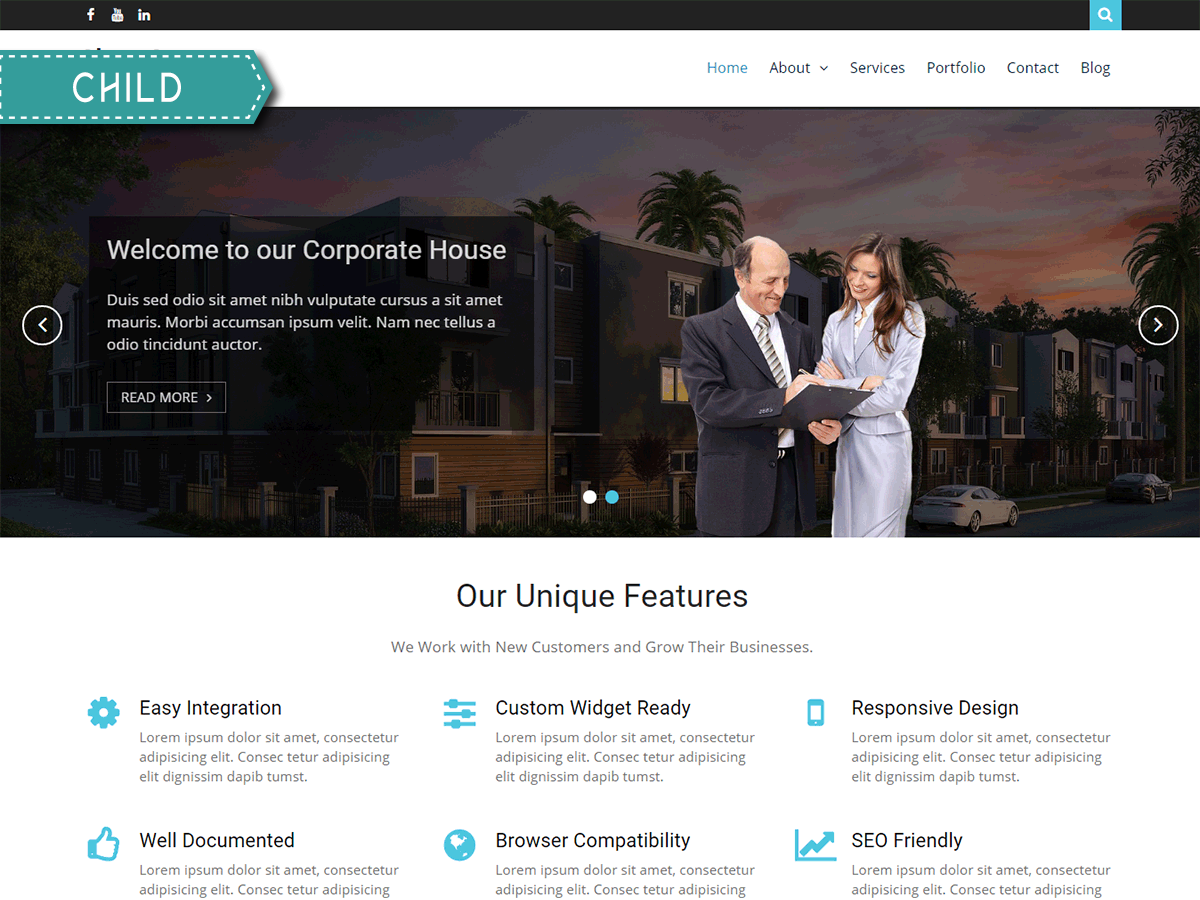 Home About Services Portfolio Contact Blog
CHILD
Welcome to our Corporate House
Duis sed odio sit amet nibh vulputate cursus a sit amet
mauris. Morbi accumsan ipsum velit. Nam nec tellus a
odio tincidunt auctor.
READ MORE
Our Unique Features
We Work with New Customers and Grow Their Businesses.
Easy Integration
Lorem ipsum dolor sit amet, consectetur
adipisicing elit. Consec tetur adipisicing
elit dignissim dapib tumst.
Custom Widget Ready
Lorem ipsum dolor sit amet, consectetur
adipisicing elit. Consec tetur adipisicing
elit dignissim dapib tumst.
Responsive Design
Lorem ipsum dolor sit amet, consectetur
adipisicing elit. Consec tetur adipisicing
elit dignissim dapib tumst.
Well Documented
Lorem ipsum dolor sit amet, consectetur
adipisicing elit. Consec tetur adipisicing
Browser Compatibility
Lorem ipsum dolor sit amet, consectetur
adipisicing elit. Consec tetur adipisicing
SEO Friendly
Lorem ipsum dolor sit amet, consectetur
adipisicing elit. Consec tetur adipisicing